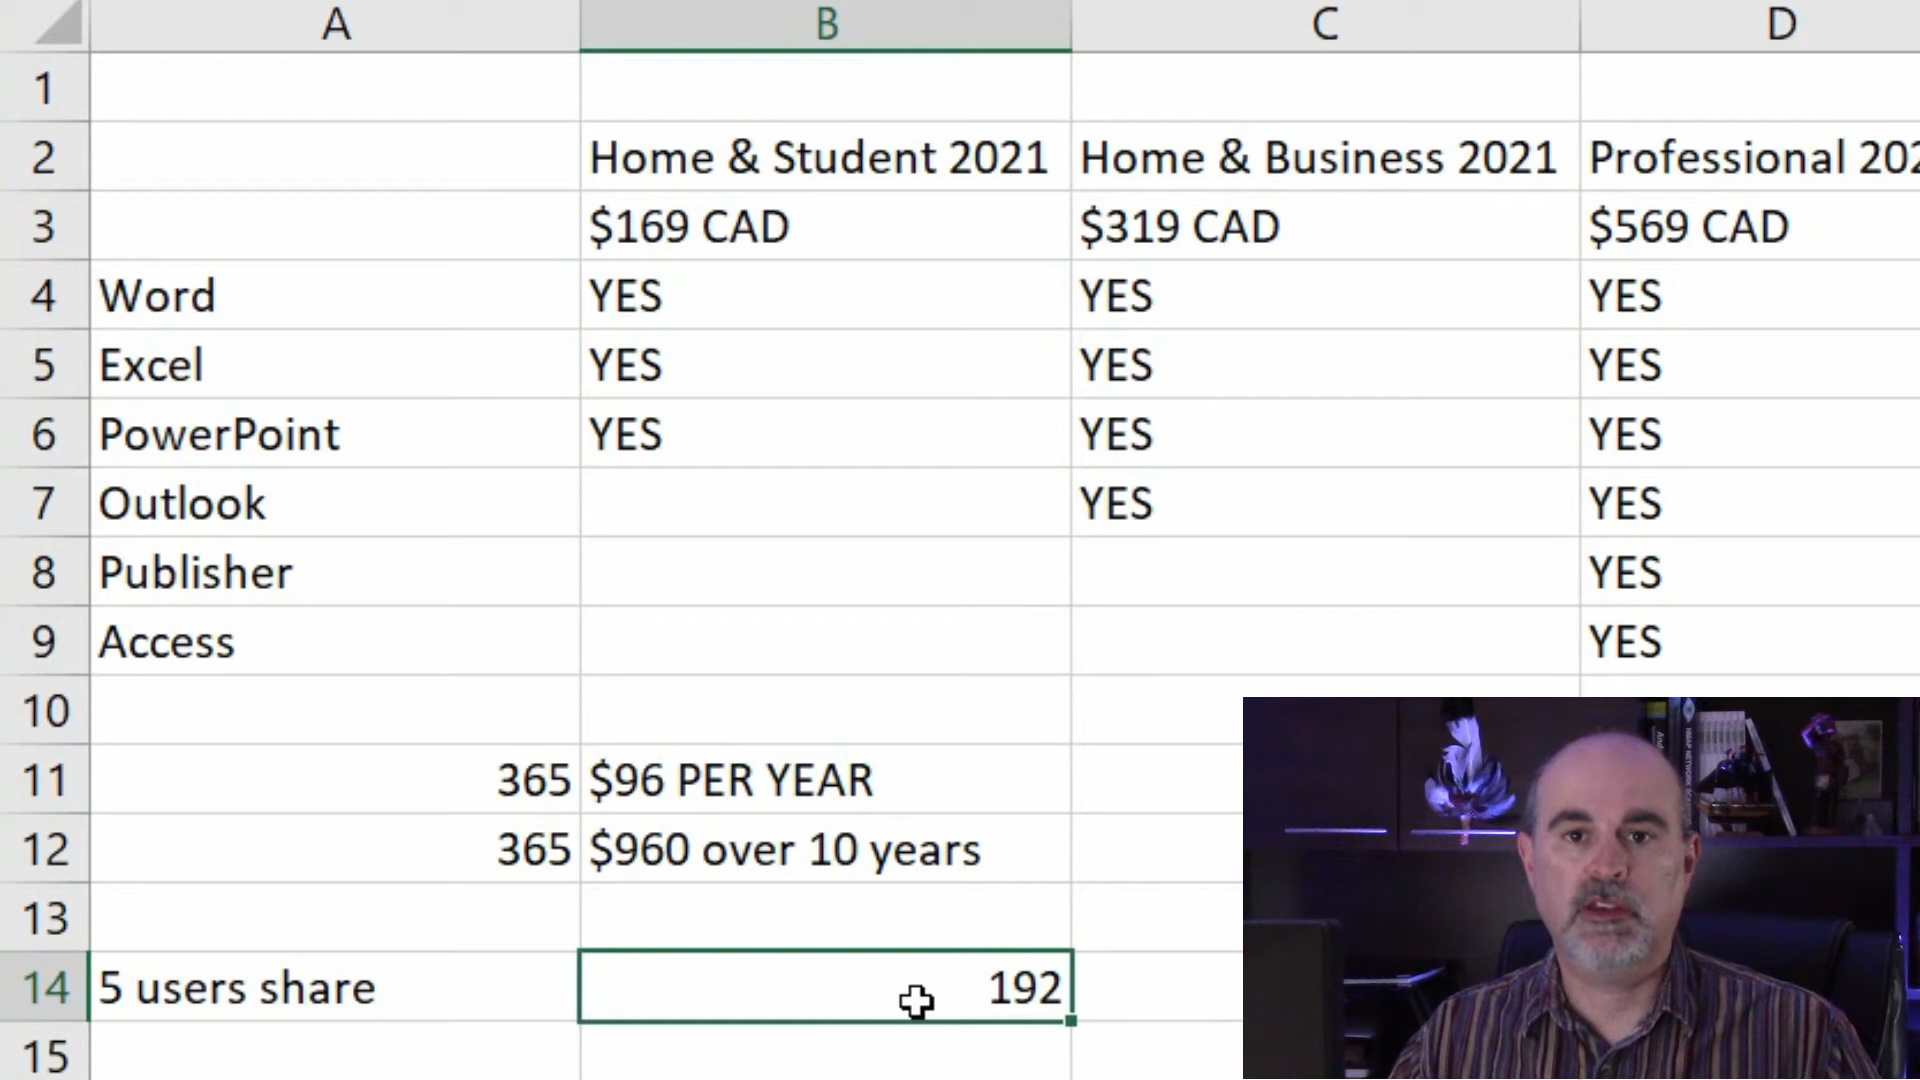 A B C D
1
2 Home & Student 2021 Home & Business 2021 Professional 202
3 $169 CAD $319 CAD $569 CAD
4 Word YES YES YES
5 Excel YES YES YES
6 PowerPoint YES YES YES
7 Outlook YES YES
8 Publisher YES
9 Access YES
10
11 365 $96 PER YEAR
12 365 $960 over 10 years
13
14 5 users share 192
15